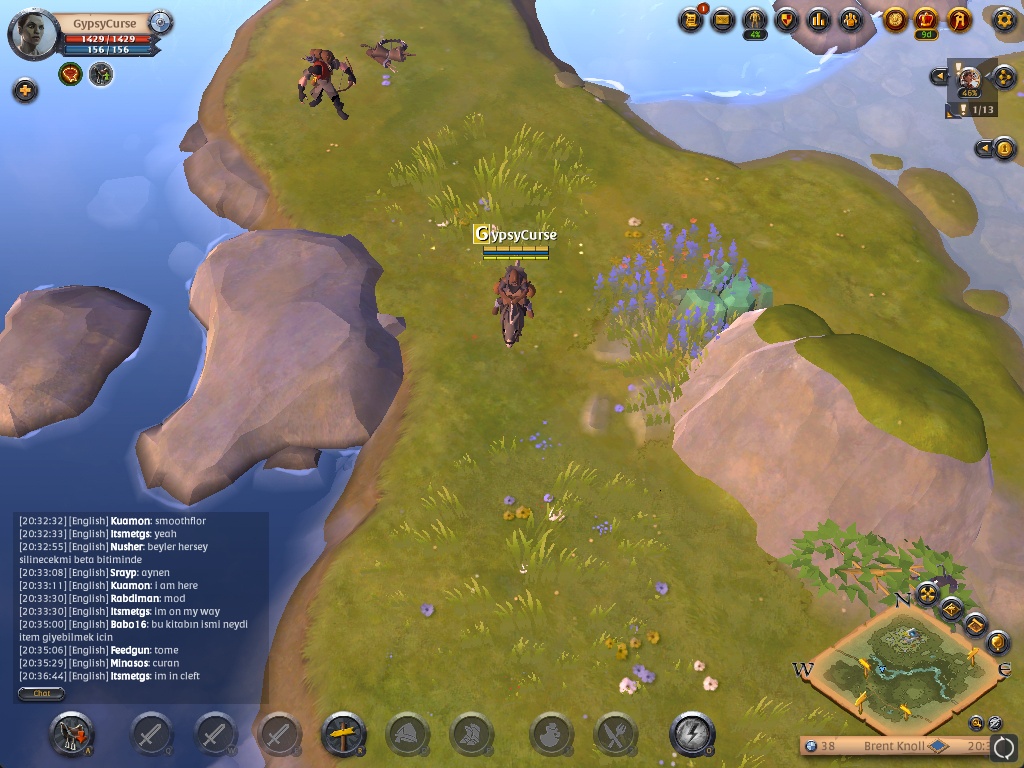 GypsyCurse
1429 / 1429
156 / 156
1
4%
9d
46%
1/13
1
GypsyCurse
[20:32:32] [English] Kuamon: smoothflor
[20:32:33] [English] Itsmetgs: yeah
[20:32:55] [English] Nusher: beyler hersey
silinecekmi beta bitiminde
[20:33:08] [English] Srayp: aynen
[20:33:11] [English] Kuamon: i am here
[20:33:30] [English] Rabdiman: mod
[20:33:30] [English] Itsmetgs: im on my way
[20:35:00] [English] Babo16: bu kitabın ismi neydi
item giyebilmek icin
[20:35:06] [English] Feedgun: tome
[20:35:29] [English] Minasos: curan
[20:36:44] [English] Itsmetgs: im in cleft
Chat
N
W
E
A
Q
W
R
38
Brent Knoll